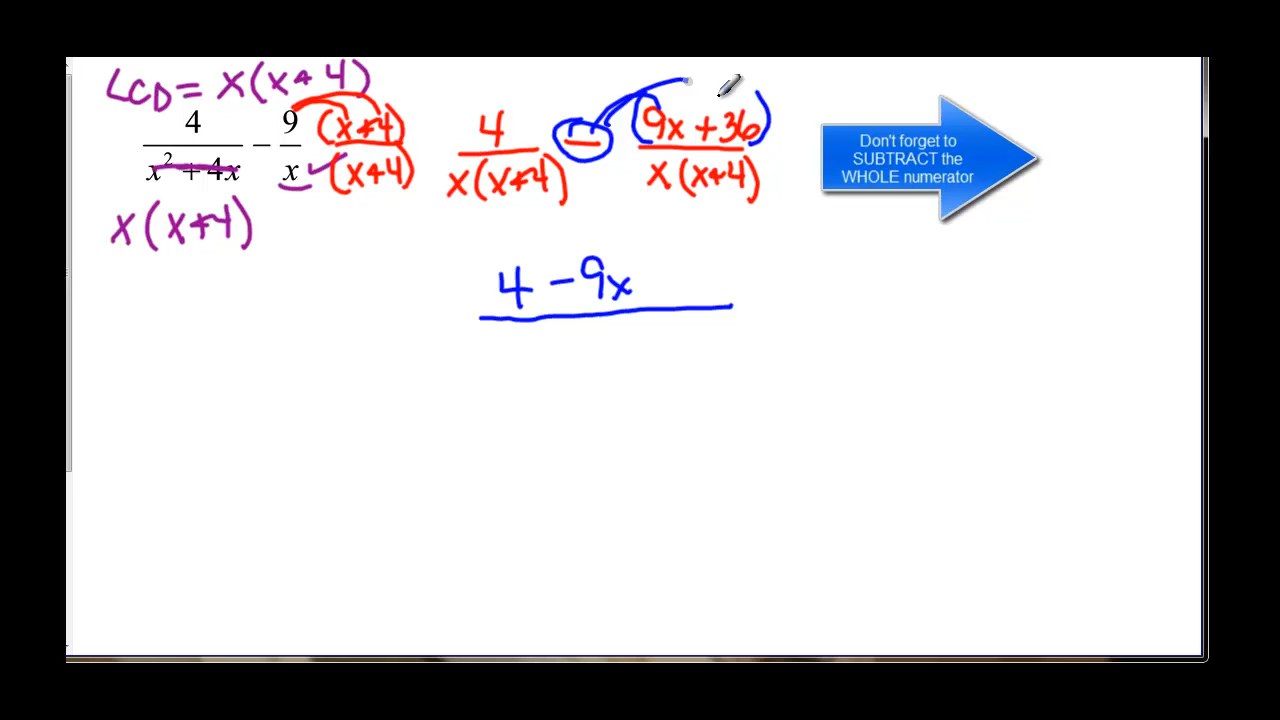 LCD = x(x+4)
4/(x² + 4x) − 9/x (x+4)/(x+4)
4/(x(x+4)) − (9x + 36)/(x(x+4))
x(x+4)
Don't forget to
SUBTRACT the
WHOLE numerator
4 − 9x